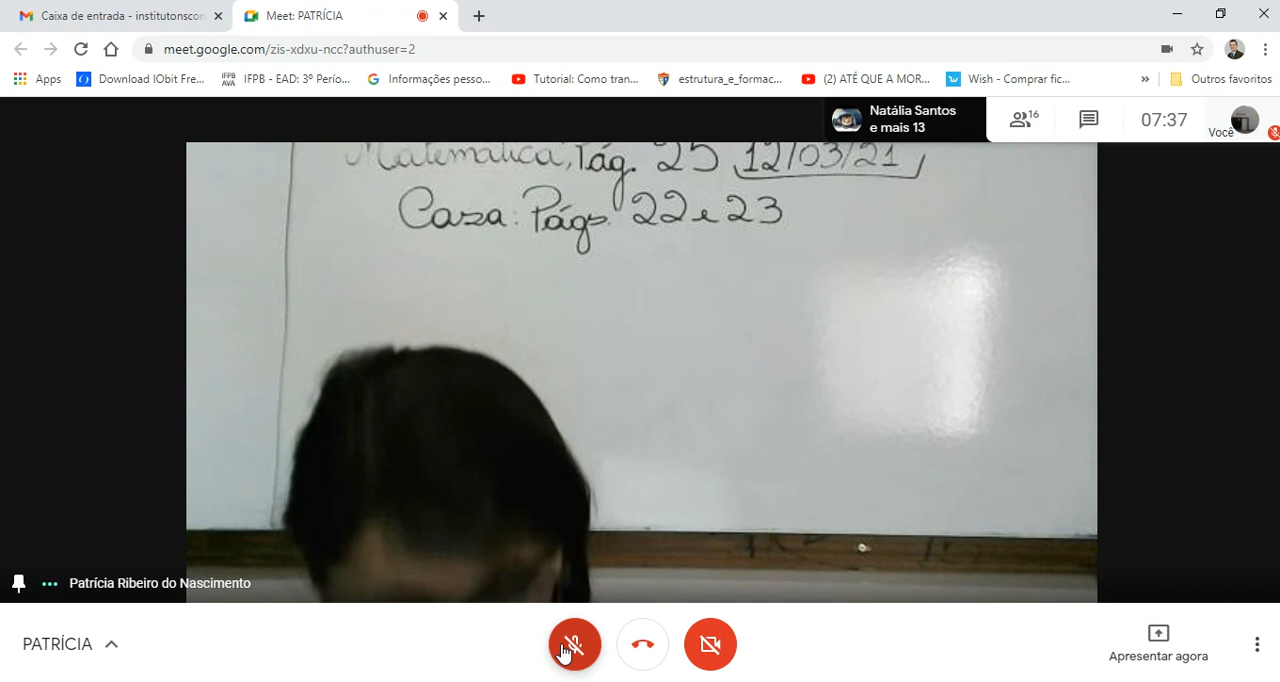 Caixa de entrada - institutonscon
Meet: PATRÍCIA
meet.google.com/zis-xdxu-ncc?authuser=2
Apps
Download IObit Fre...
IFPB AVA
IFPB - EAD: 3º Perío...
Informações pesso...
Tutorial: Como tran...
estrutura_e_formac...
(2) ATÉ QUE A MOR...
Wish - Comprar fic...
»
Outros favoritos
Natália Santos
e mais 13
16
07:37
Você
Matemática, Pág. 25 12/03/21
Casa: Págs. 22 e 23
Patrícia Ribeiro do Nascimento
PATRÍCIA
Apresentar agora